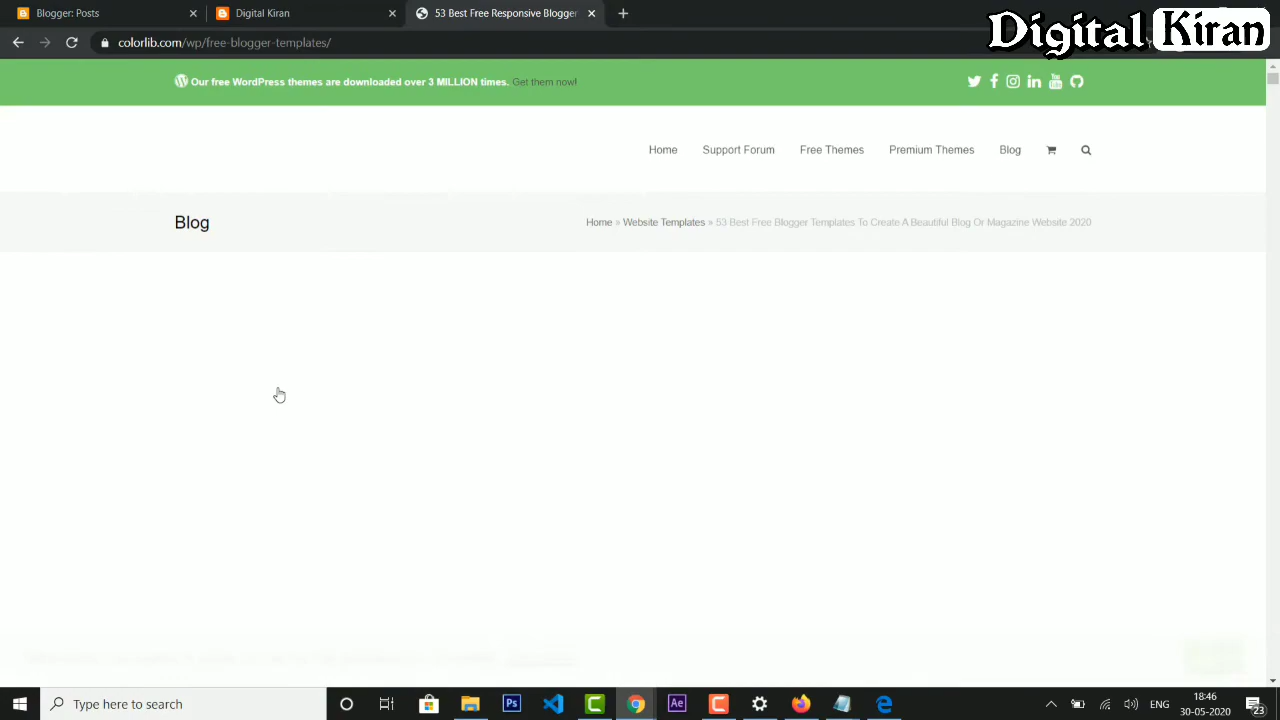 Blogger: Posts
Digital Kiran
53 Best Free Responsive Blogger
Digital Kiran
colorlib.com/wp/free-blogger-templates/
Our free WordPress themes are downloaded over 3 MILLION times. Get them now!
Home
Support Forum
Free Themes
Premium Themes
Blog
Blog
Home » Website Templates » 53 Best Free Blogger Templates To Create A Beautiful Blog Or Magazine Website 2020
Type here to search
ENG
18:46
30-05-2020
23